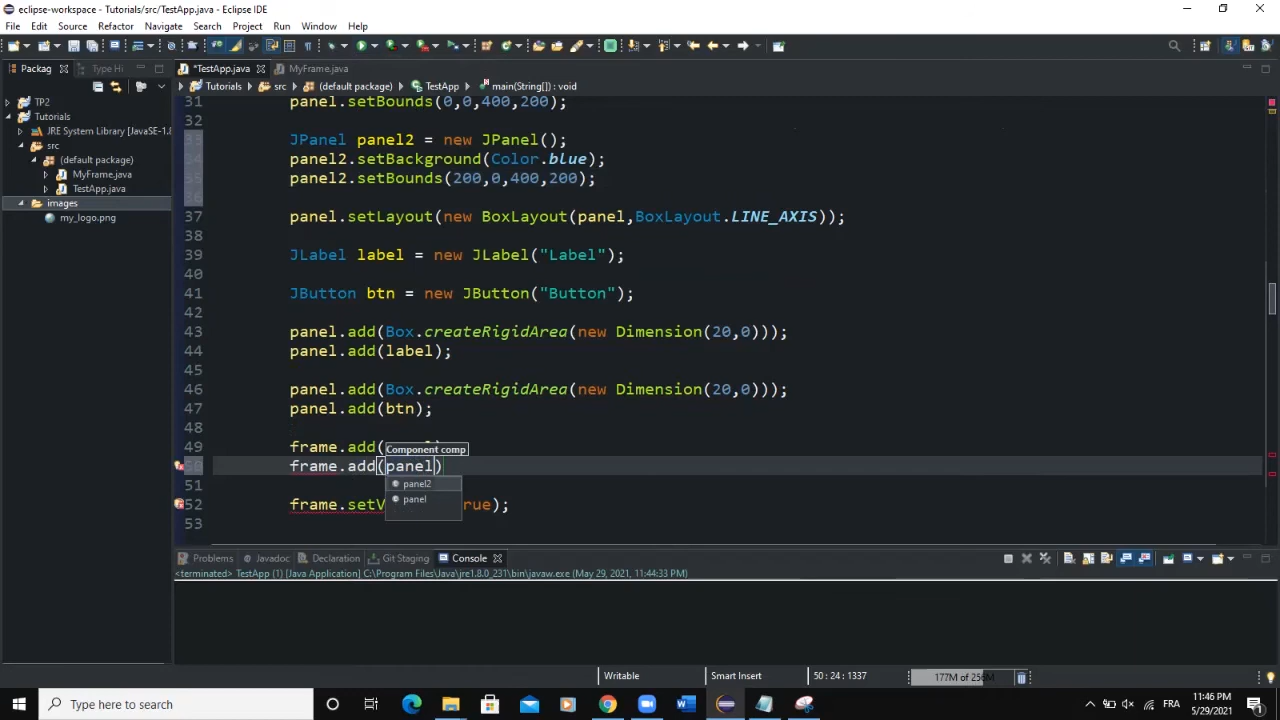 eclipse-workspace - Tutorials/src/TestApp.java - Eclipse IDE
File Edit Source Refactor Navigate Search Project Run Window Help
Packag Type Hi *TestApp.java MyFrame.java
Tutorials src (default package) TestApp main(String[]) : void
TP2
Tutorials
JRE System Library [JavaSE-1.
src
(default package)
MyFrame.java
TestApp.java
images
my_logo.png
31 panel.setBounds(0,0,400,200);
32
33 JPanel panel2 = new JPanel();
34 panel2.setBackground(Color.blue);
35 panel2.setBounds(200,0,400,200);
36
37 panel.setLayout(new BoxLayout(panel,BoxLayout.LINE_AXIS));
38
39 JLabel label = new JLabel("Label");
40
41 JButton btn = new JButton("Button");
42
43 panel.add(Box.createRigidArea(new Dimension(20,0)));
44 panel.add(label);
45
46 panel.add(Box.createRigidArea(new Dimension(20,0)));
47 panel.add(btn);
48
49 frame.add(
Component comp
50 frame.add(panel)
panel2
51
panel
52 frame.setV rue);
53
Problems Javadoc Declaration Git Staging Console
<terminated> TestApp (1) [Java Application] C:\Program Files\Java\jre1.8.0_231\bin\javaw.exe (May 29, 2021, 11:44:33 PM)
Writable Smart Insert 50 : 24 : 1337 177M of 256M
Type here to search
FRA
11:46 PM
5/29/2021
1